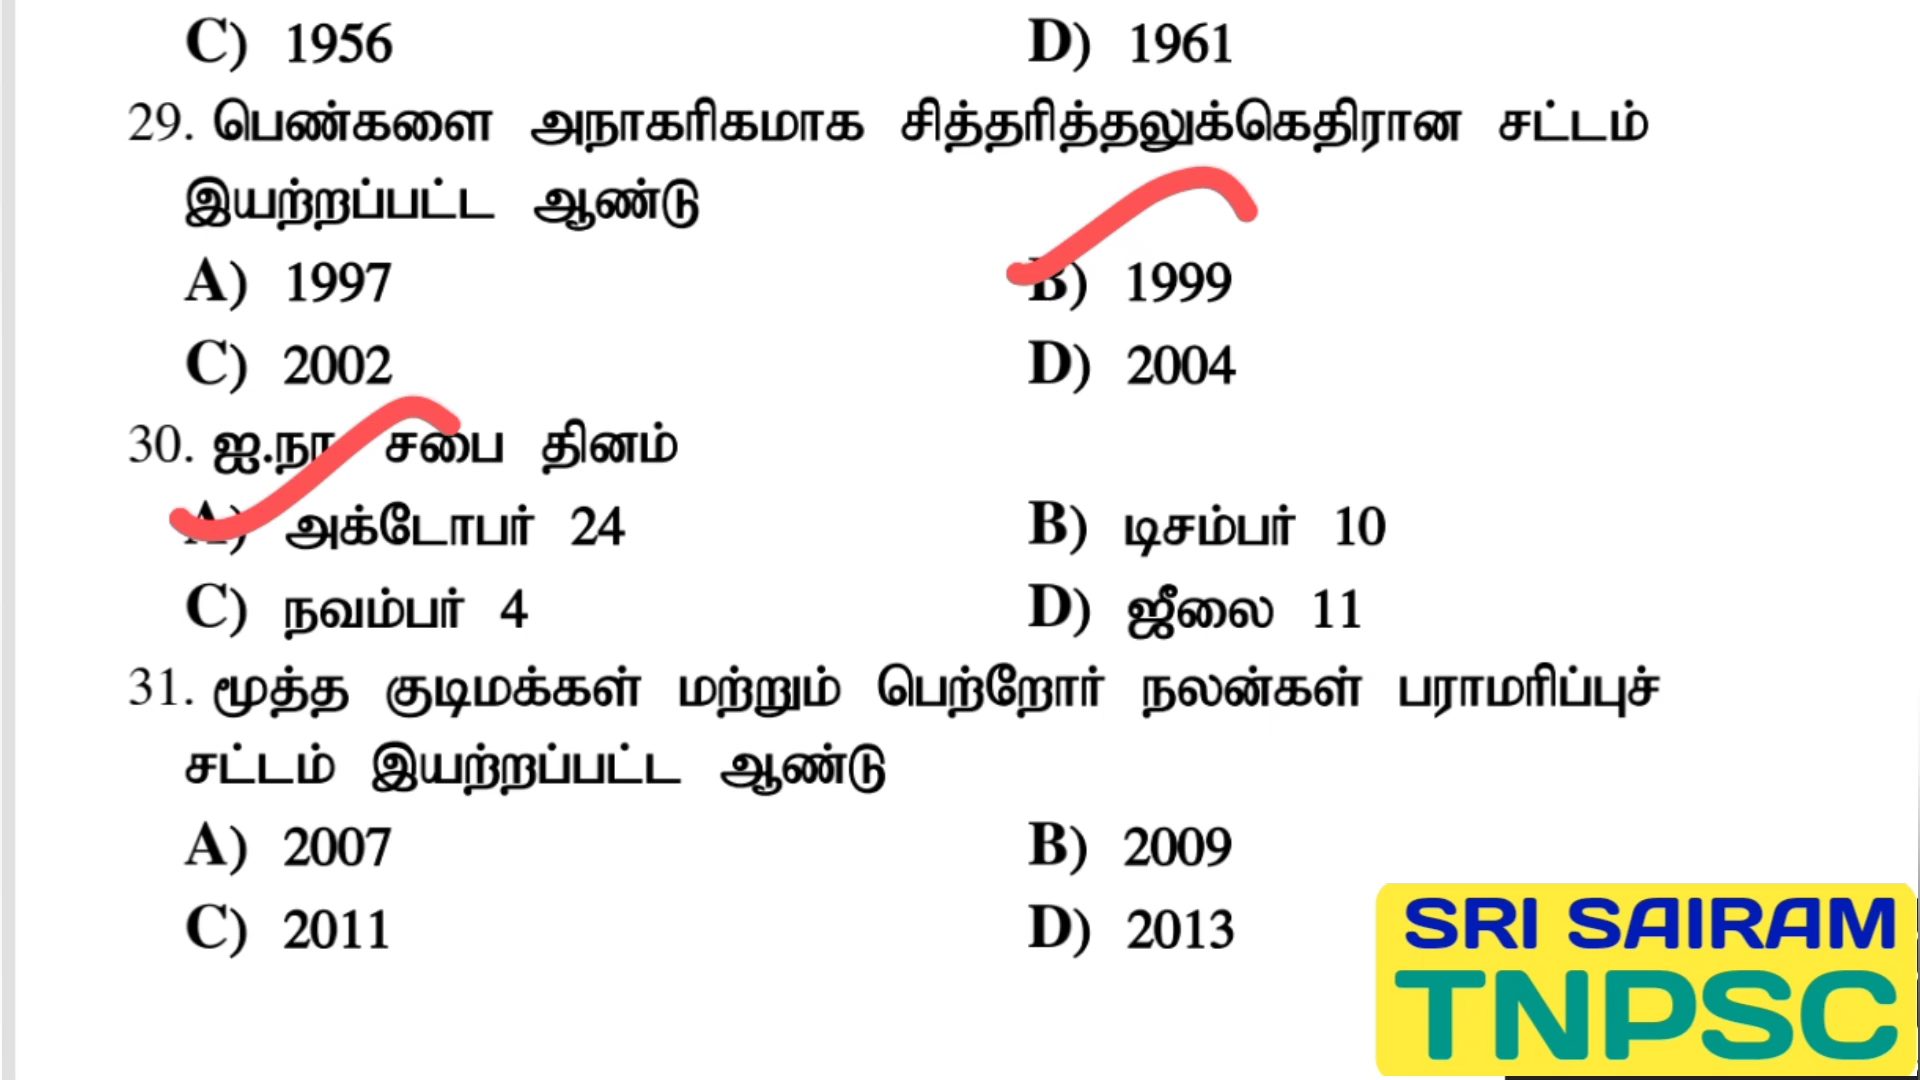 C) 1956 D) 1961
29. பெண்களை அநாகரிகமாக சித்தரித்தலுக்கெதிரான சட்டம்
இயற்றப்பட்ட ஆண்டு
A) 1997 B) 1999
C) 2002 D) 2004
30. ஐ.நா சபை தினம்
A) அக்டோபர் 24 B) டிசம்பர் 10
C) நவம்பர் 4 D) ஜீலை 11
31. மூத்த குடிமக்கள் மற்றும் பெற்றோர் நலன்கள் பராமரிப்புச்
சட்டம் இயற்றப்பட்ட ஆண்டு
A) 2007 B) 2009
C) 2011 D) 2013
SRI SAIRAM
TNPSC